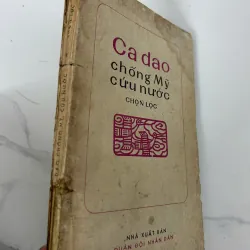 Ca dao
chống Mỹ
cứu nước
CHỌN LỌC
NHÀ XUẤT BẢN
QUÂN ĐỘI NHÂN DÂN